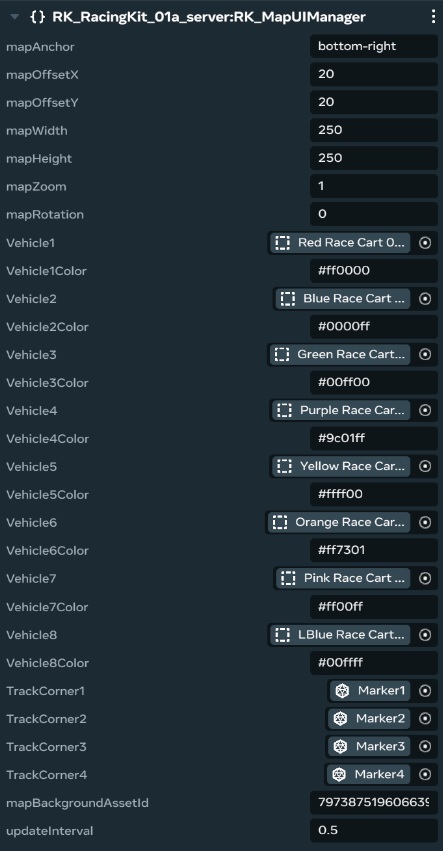 {} RK_RacingKit_01a_server:RK_MapUIManager
mapAnchor bottom-right
mapOffsetX 20
mapOffsetY 20
mapWidth 250
mapHeight 250
mapZoom 1
mapRotation 0
Vehicle1 Red Race Cart 0...
Vehicle1Color #ff0000
Vehicle2 Blue Race Cart ...
Vehicle2Color #0000ff
Vehicle3 Green Race Cart...
Vehicle3Color #00ff00
Vehicle4 Purple Race Car...
Vehicle4Color #9c01ff
Vehicle5 Yellow Race Car...
Vehicle5Color #ffff00
Vehicle6 Orange Race Car...
Vehicle6Color #ff7301
Vehicle7 Pink Race Cart ...
Vehicle7Color #ff00ff
Vehicle8 LBlue Race Cart...
Vehicle8Color #00ffff
TrackCorner1 Marker1
TrackCorner2 Marker2
TrackCorner3 Marker3
TrackCorner4 Marker4
mapBackgroundAssetId 797387519606639
updateInterval 0.5